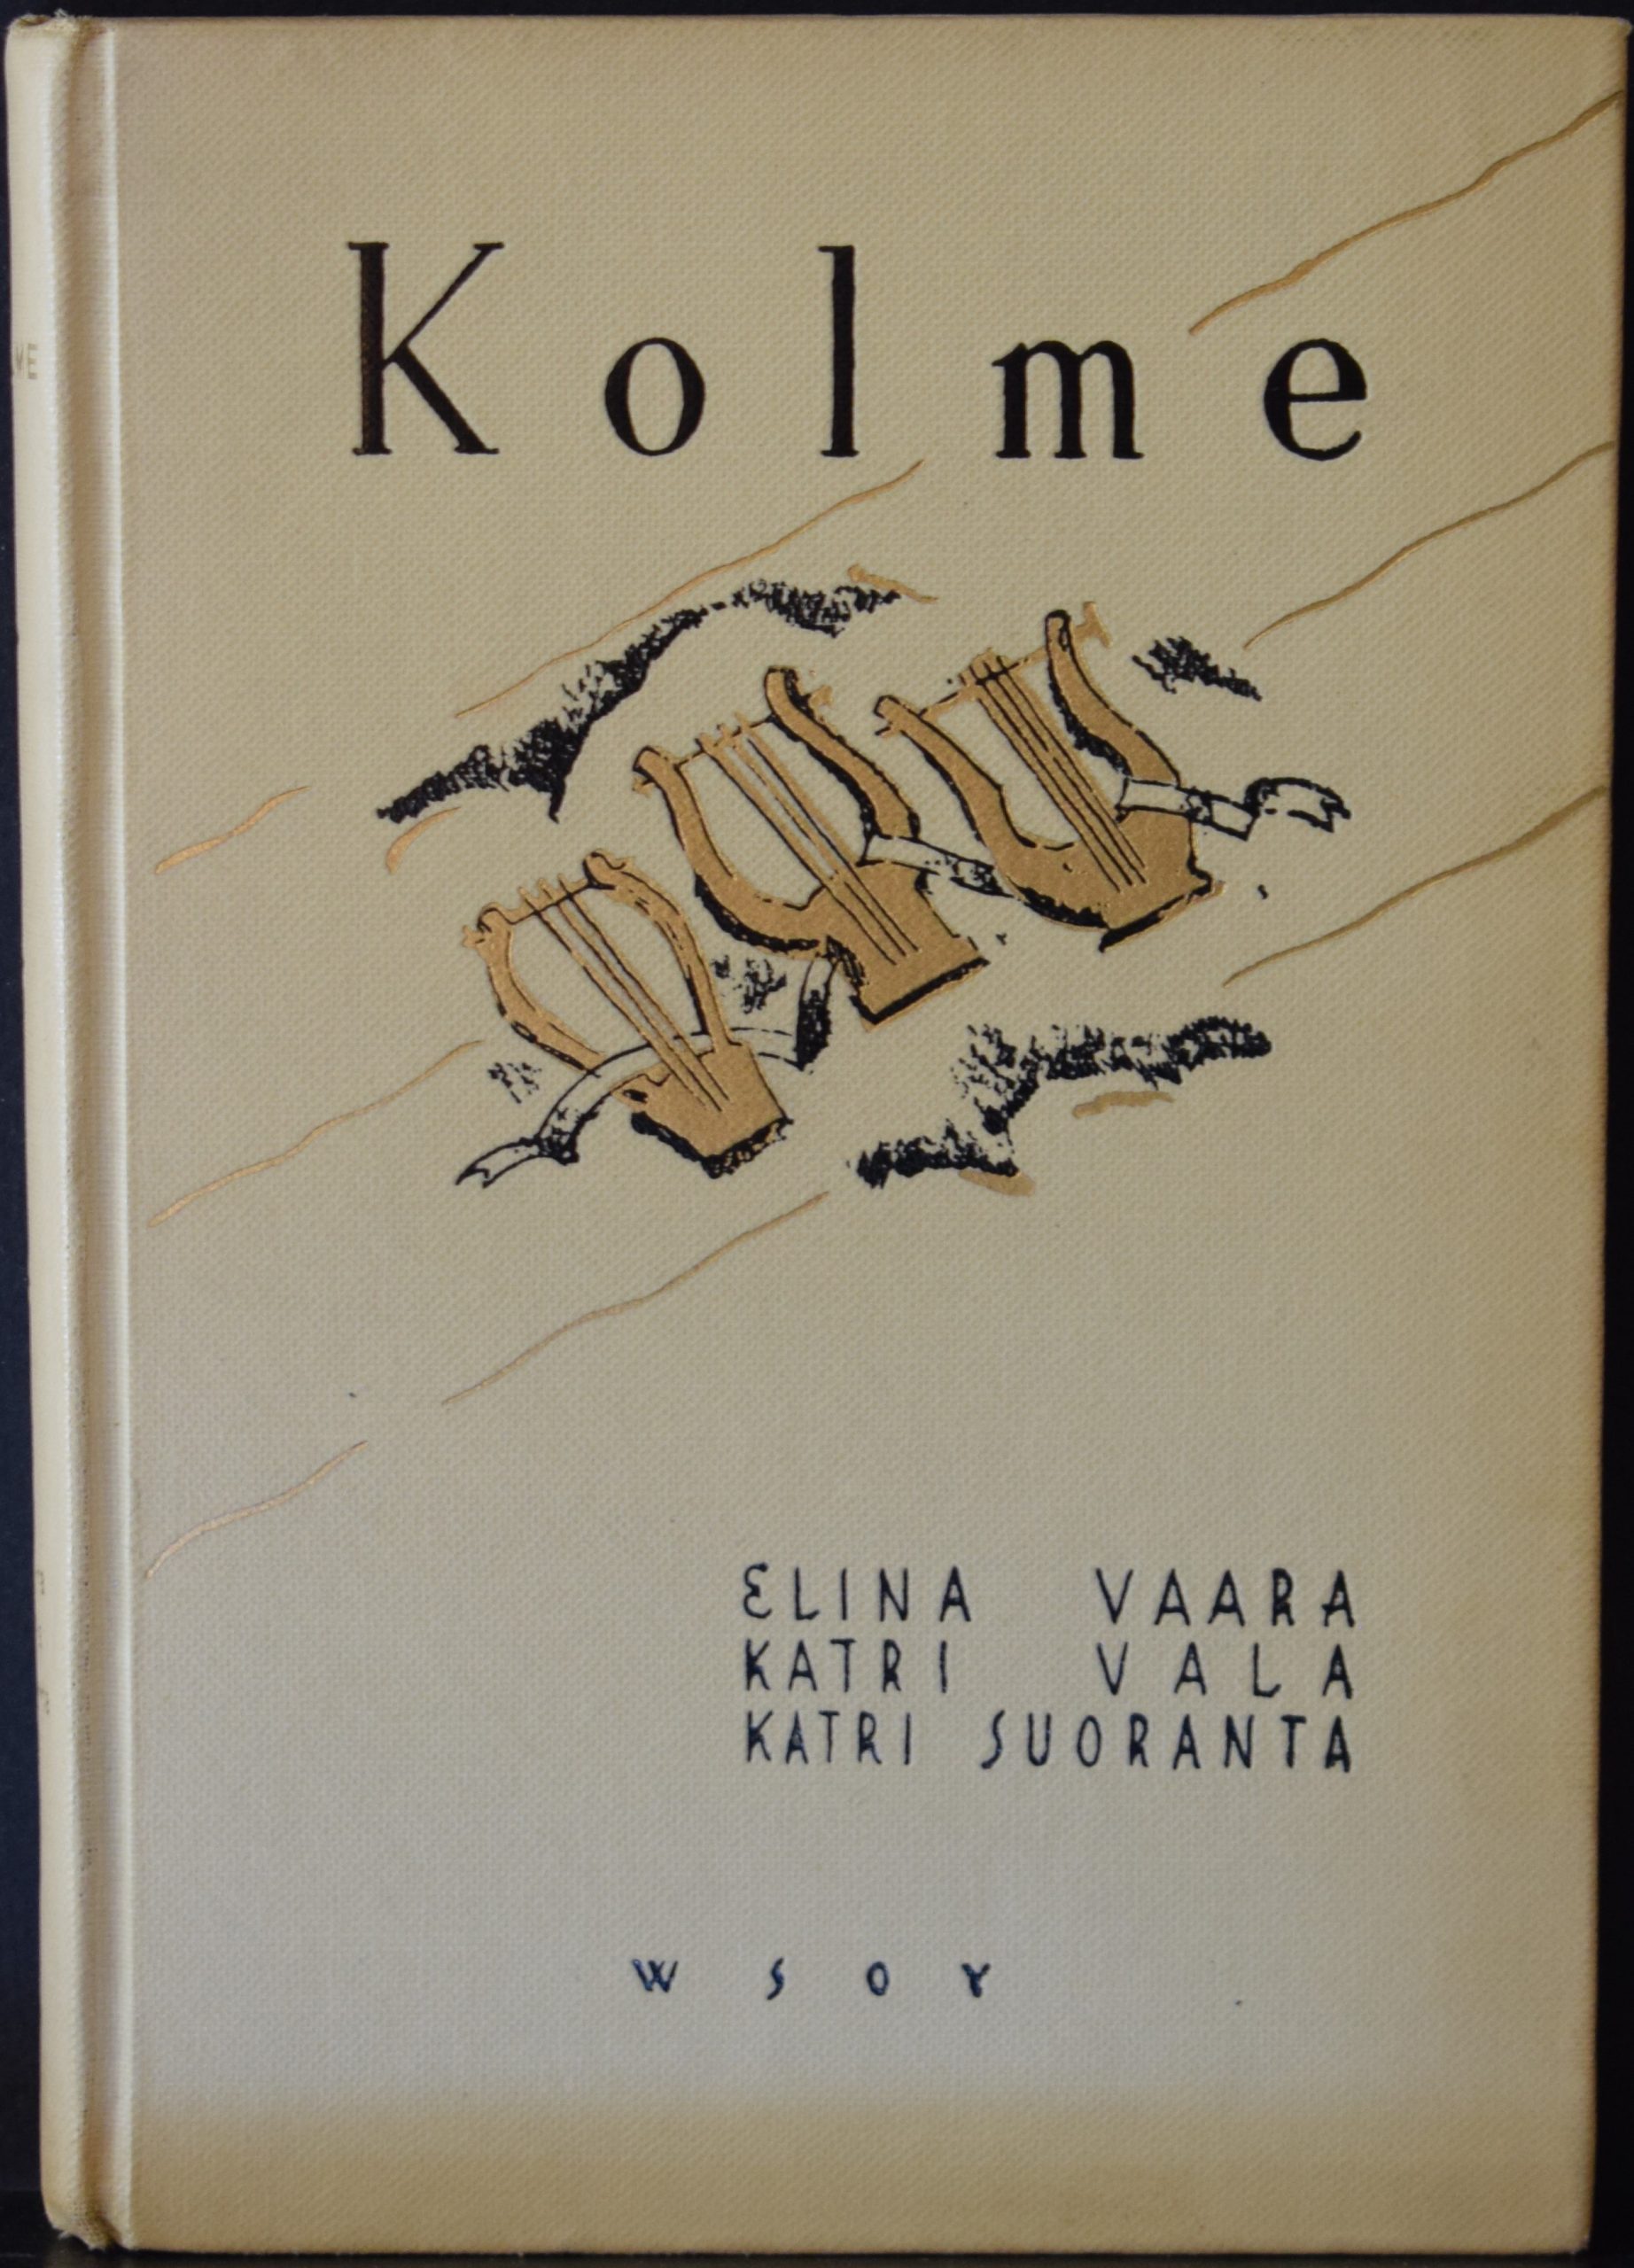 Kolme
ELINA VAARA
KATRI VALA
KATRI SUORANTA
WSOY